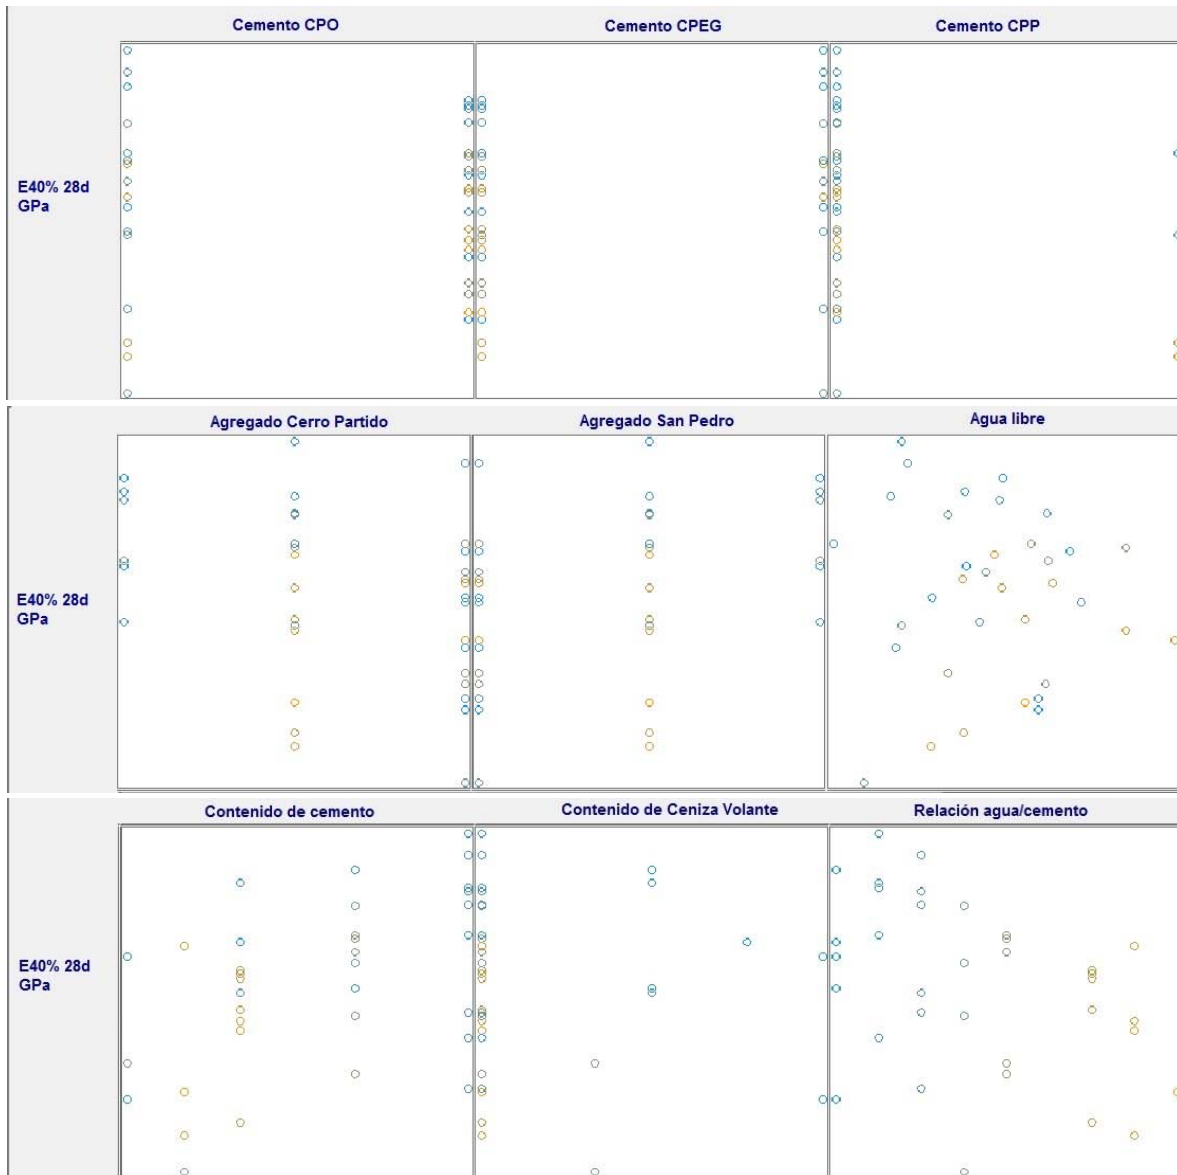 Cemento CPO
Cemento CPEG
Cemento CPP
E40% 28d
GPa
Agregado Cerro Partido
Agregado San Pedro
Agua libre
E40% 28d
GPa
Contenido de cemento
Contenido de Ceniza Volante
Relación agua/cemento
E40% 28d
GPa